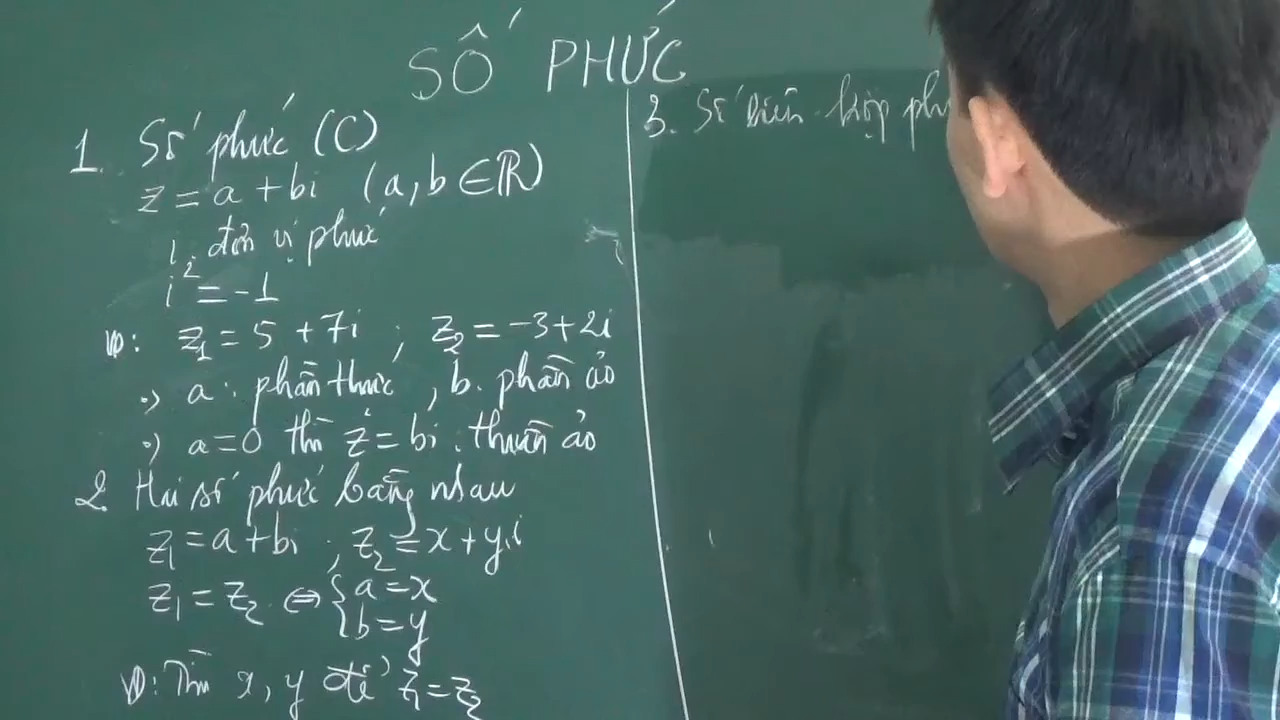 SỐ PHỨC
1. Số phức (C)
z = a + bi (a, b ∈ ℝ)
i: đơn vị phức
i² = -1
VD: z₁ = 5 + 7i ; z₂ = -3 + 2i
•) a: phần thực, b. phần ảo
•) a = 0 thì z = bi: thuần ảo
2. Hai số phức bằng nhau
z₁ = a + bi ; z₂ = x + y.i
z₁ = z₂ ⇔ { a = x
{ b = y
VD: Tìm x, y để z₁ = z₂
3. Số liên hợp